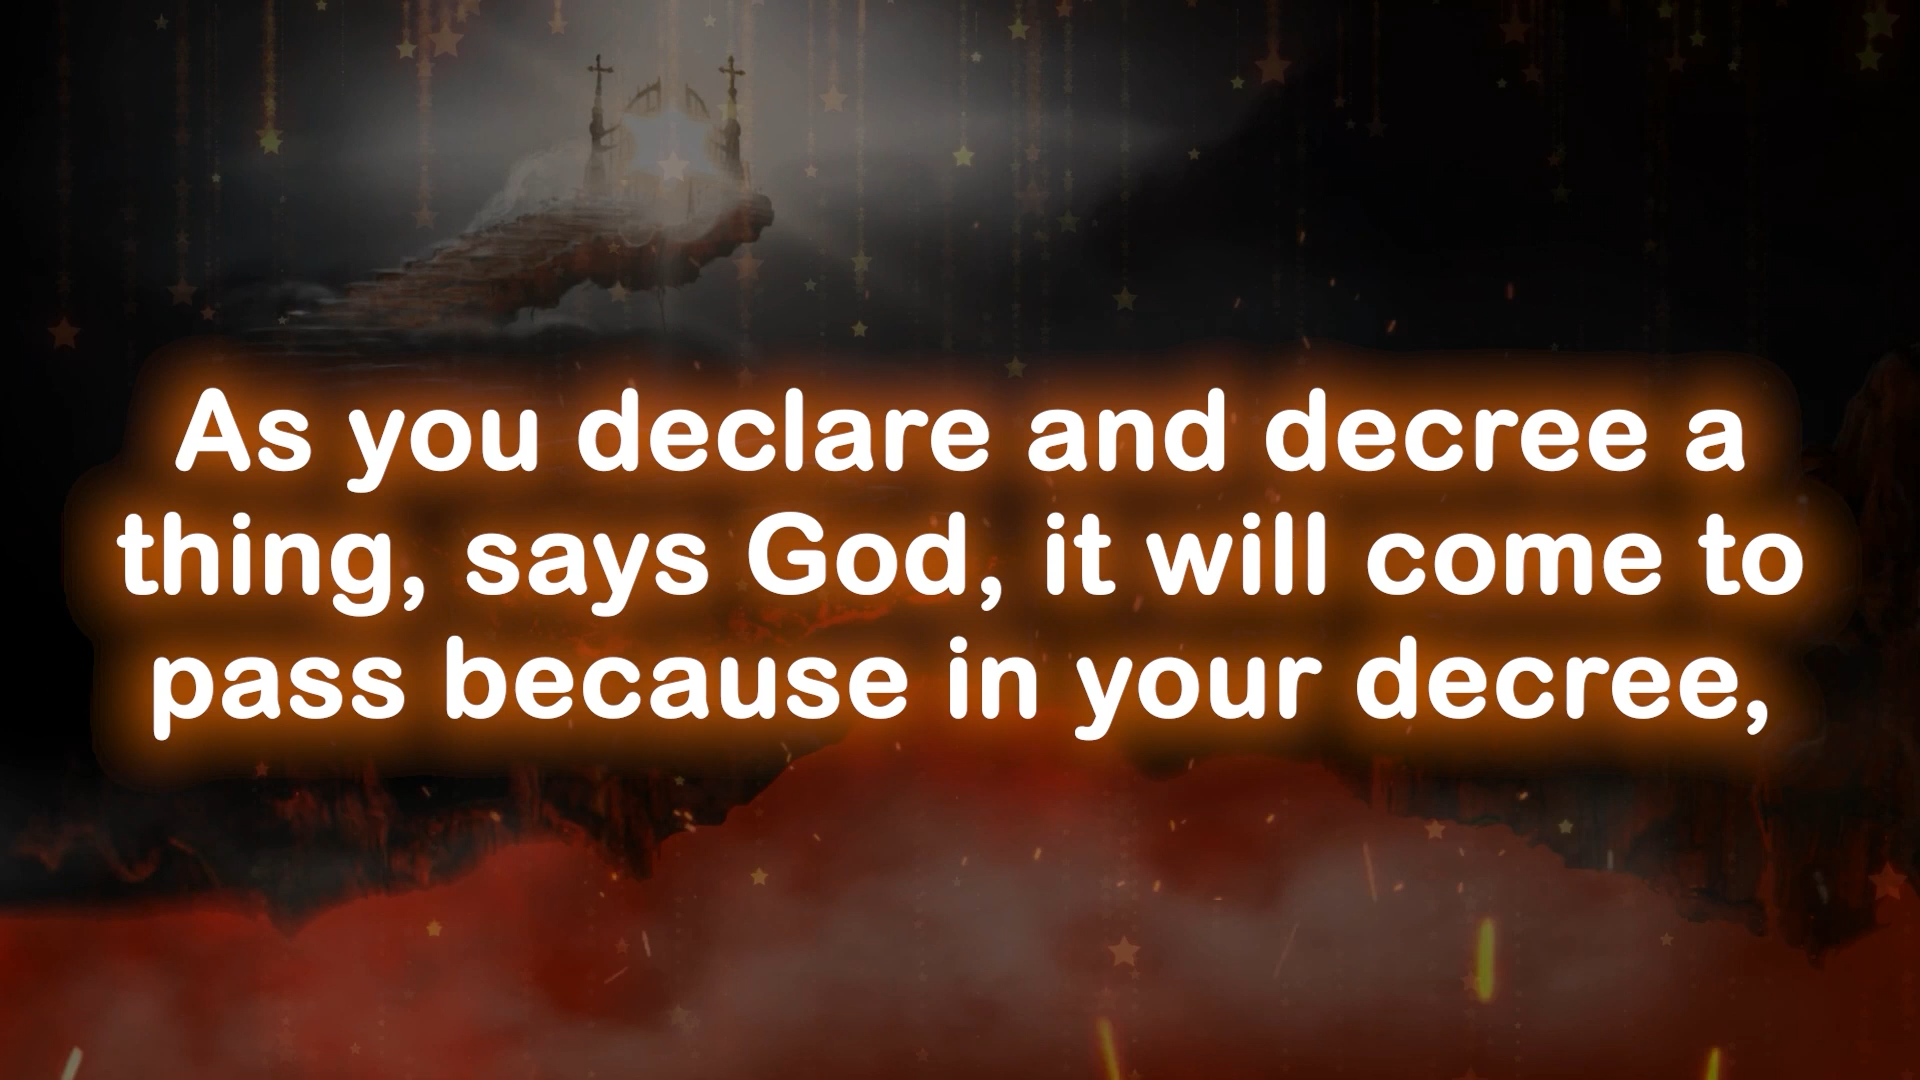 As you declare and decree a
thing, says God, it will come to
pass because in your decree,